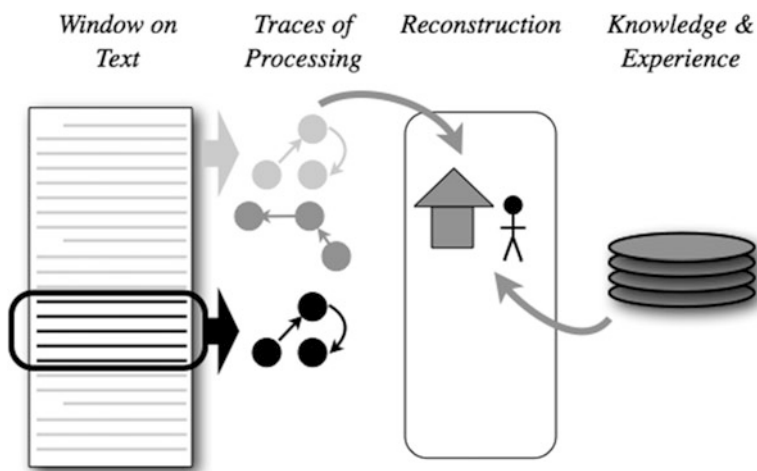 Window on
Text
Traces of
Processing
Reconstruction
Knowledge &
Experience